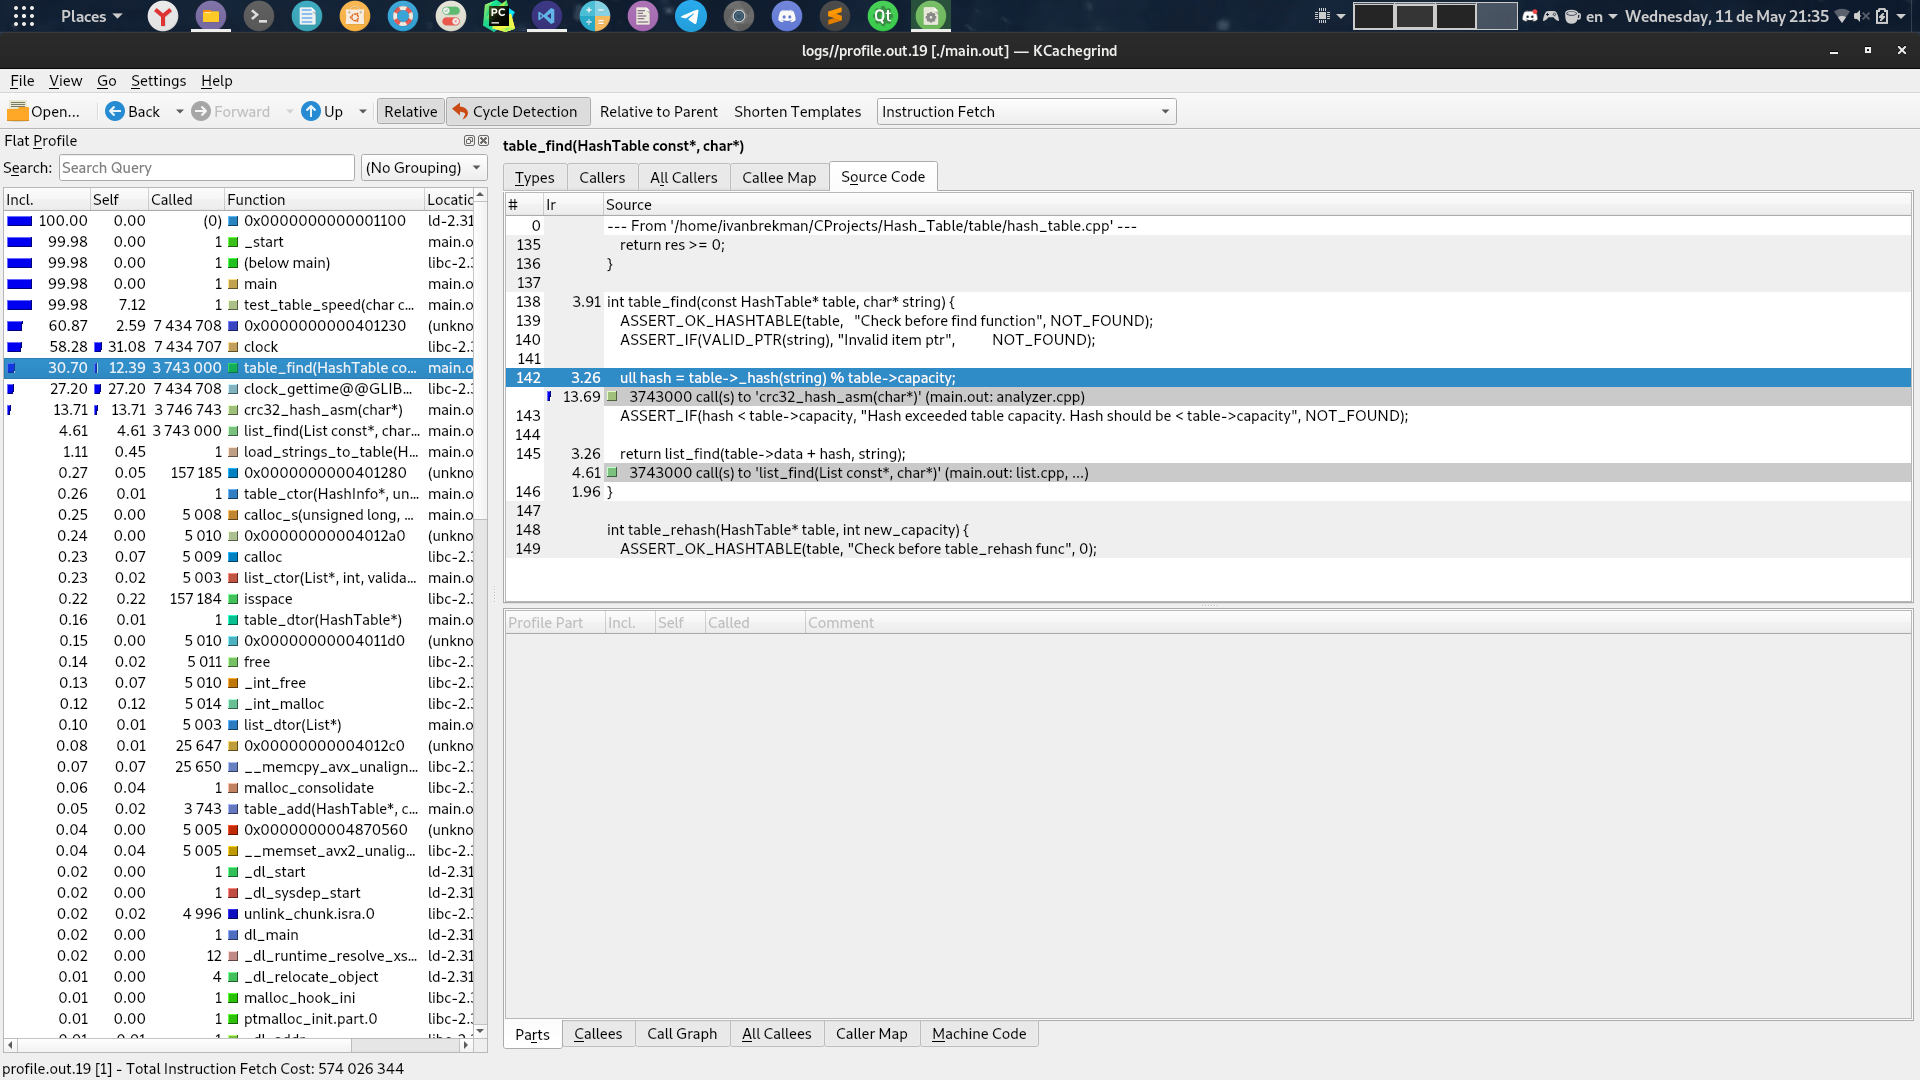 Places
PC
Qt
en
Wednesday, 11 de May 21:35
logs//profile.out.19 [./main.out] — KCachegrind
File View Go Settings Help
Open... Back Forward Up Relative Cycle Detection Relative to Parent Shorten Templates Instruction Fetch
Flat Profile
Search: Search Query (No Grouping)
Incl. Self Called Function Locatic
100.00 0.00 (0) 0x0000000000001100 ld-2.31
99.98 0.00 1 _start main.o
99.98 0.00 1 (below main) libc-2.3
99.98 0.00 1 main main.o
99.98 7.12 1 test_table_speed(char c... main.o
60.87 2.59 7 434 708 0x0000000000401230 (unkno
58.28 31.08 7 434 707 clock libc-2.3
30.70 12.39 3 743 000 table_find(HashTable co... main.o
27.20 27.20 7 434 708 clock_gettime@@GLIB... libc-2.3
13.71 13.71 3 746 743 crc32_hash_asm(char*) main.o
4.61 4.61 3 743 000 list_find(List const*, char... main.o
1.11 0.45 1 load_strings_to_table(H... main.o
0.27 0.05 157 185 0x0000000000401280 (unkno
0.26 0.01 1 table_ctor(HashInfo*, un... main.o
0.25 0.00 5 008 calloc_s(unsigned long, ... main.o
0.24 0.00 5 010 0x00000000004012a0 (unkno
0.23 0.07 5 009 calloc libc-2.3
0.23 0.02 5 003 list_ctor(List*, int, valida... main.o
0.22 0.22 157 184 isspace libc-2.3
0.16 0.01 1 table_dtor(HashTable*) main.o
0.15 0.00 5 010 0x00000000004011d0 (unkno
0.14 0.02 5 011 free libc-2.3
0.13 0.07 5 010 _int_free libc-2.3
0.12 0.12 5 014 _int_malloc libc-2.3
0.10 0.01 5 003 list_dtor(List*) main.o
0.08 0.01 25 647 0x00000000004012c0 (unkno
0.07 0.07 25 650 __memcpy_avx_unalign... libc-2.3
0.06 0.04 1 malloc_consolidate libc-2.3
0.05 0.02 3 743 table_add(HashTable*, c... main.o
0.04 0.00 5 005 0x0000000004870560 (unkno
0.04 0.04 5 005 __memset_avx2_unalig... libc-2.3
0.02 0.00 1 _dl_start ld-2.31
0.02 0.00 1 _dl_sysdep_start ld-2.31
0.02 0.02 4 996 unlink_chunk.isra.0 libc-2.3
0.02 0.00 1 dl_main ld-2.31
0.02 0.00 12 _dl_runtime_resolve_xs... ld-2.31
0.01 0.00 4 _dl_relocate_object ld-2.31
0.01 0.00 1 malloc_hook_ini libc-2.3
0.01 0.00 1 ptmalloc_init.part.0 libc-2.3
table_find(HashTable const*, char*)
Types Callers All Callers Callee Map Source Code
# Ir Source
0 --- From '/home/ivanbrekman/CProjects/Hash_Table/table/hash_table.cpp' ---
135 return res >= 0;
136 }
137
138 3.91 int table_find(const HashTable* table, char* string) {
139 ASSERT_OK_HASHTABLE(table, "Check before find function", NOT_FOUND);
140 ASSERT_IF(VALID_PTR(string), "Invalid item ptr", NOT_FOUND);
141
142 3.26 ull hash = table->_hash(string) % table->capacity;
13.69 3743000 call(s) to 'crc32_hash_asm(char*)' (main.out: analyzer.cpp)
143 ASSERT_IF(hash < table->capacity, "Hash exceeded table capacity. Hash should be < table->capacity", NOT_FOUND);
144
145 3.26 return list_find(table->data + hash, string);
4.61 3743000 call(s) to 'list_find(List const*, char*)' (main.out: list.cpp, ...)
146 1.96 }
147
148 int table_rehash(HashTable* table, int new_capacity) {
149 ASSERT_OK_HASHTABLE(table, "Check before table_rehash func", 0);
Profile Part Incl. Self Called Comment
Parts Callees Call Graph All Callees Caller Map Machine Code
profile.out.19 [1] - Total Instruction Fetch Cost: 574 026 344